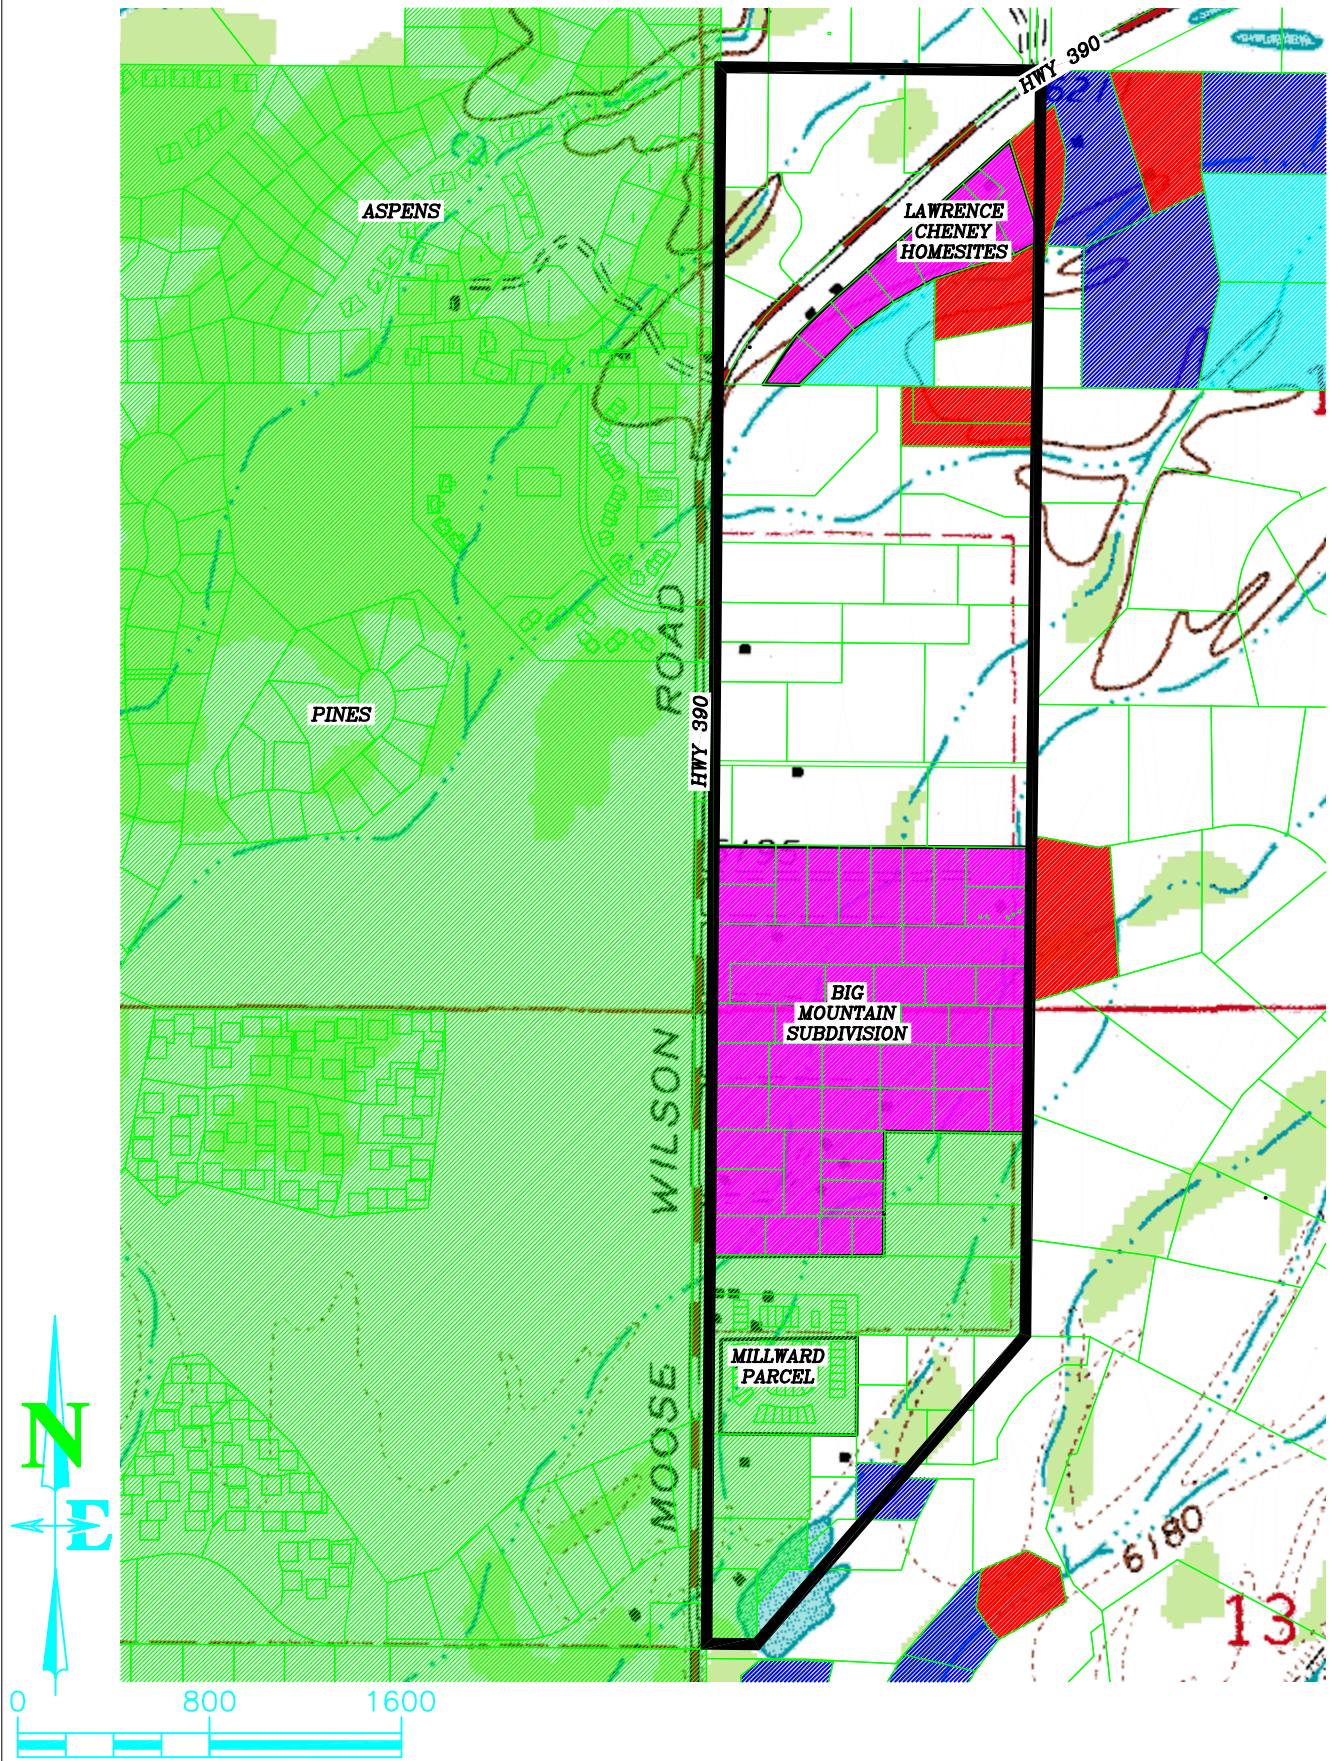 HWY 390
6271
ASPENS
LAWRENCE
CHENEY
HOMESITES
ROAD
PINES
HWY 390
BIG
MOUNTAIN
SUBDIVISION
WILSON
MILLWARD
PARCEL
MOOSE
N
E
6180
13
0 800 1600